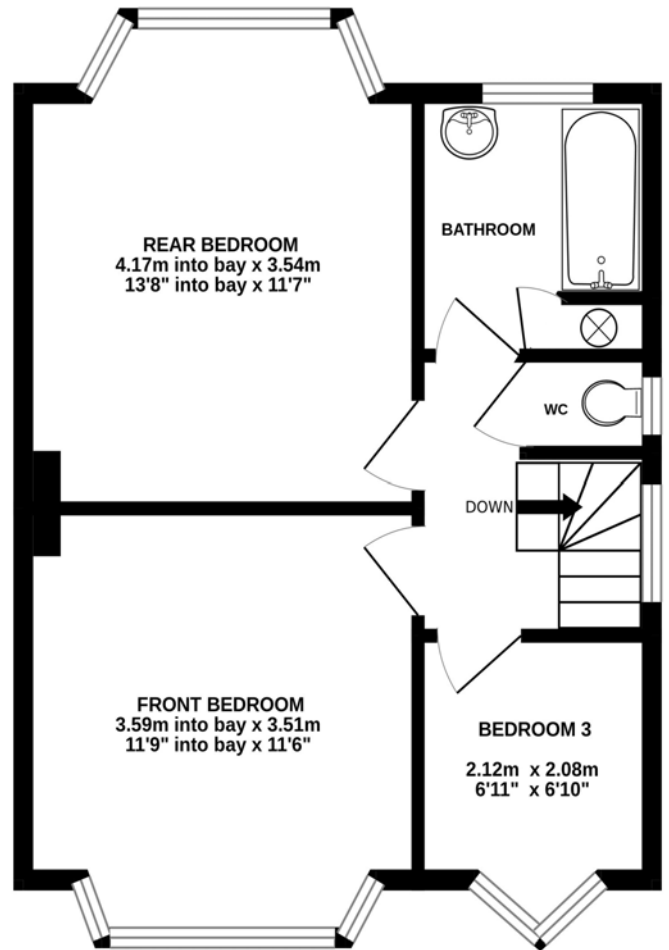 REAR BEDROOM
4.17m into bay x 3.54m
13'8" into bay x 11'7"
BATHROOM
WC
DOWN
FRONT BEDROOM
3.59m into bay x 3.51m
11'9" into bay x 11'6"
BEDROOM 3
2.12m x 2.08m
6'11" x 6'10"